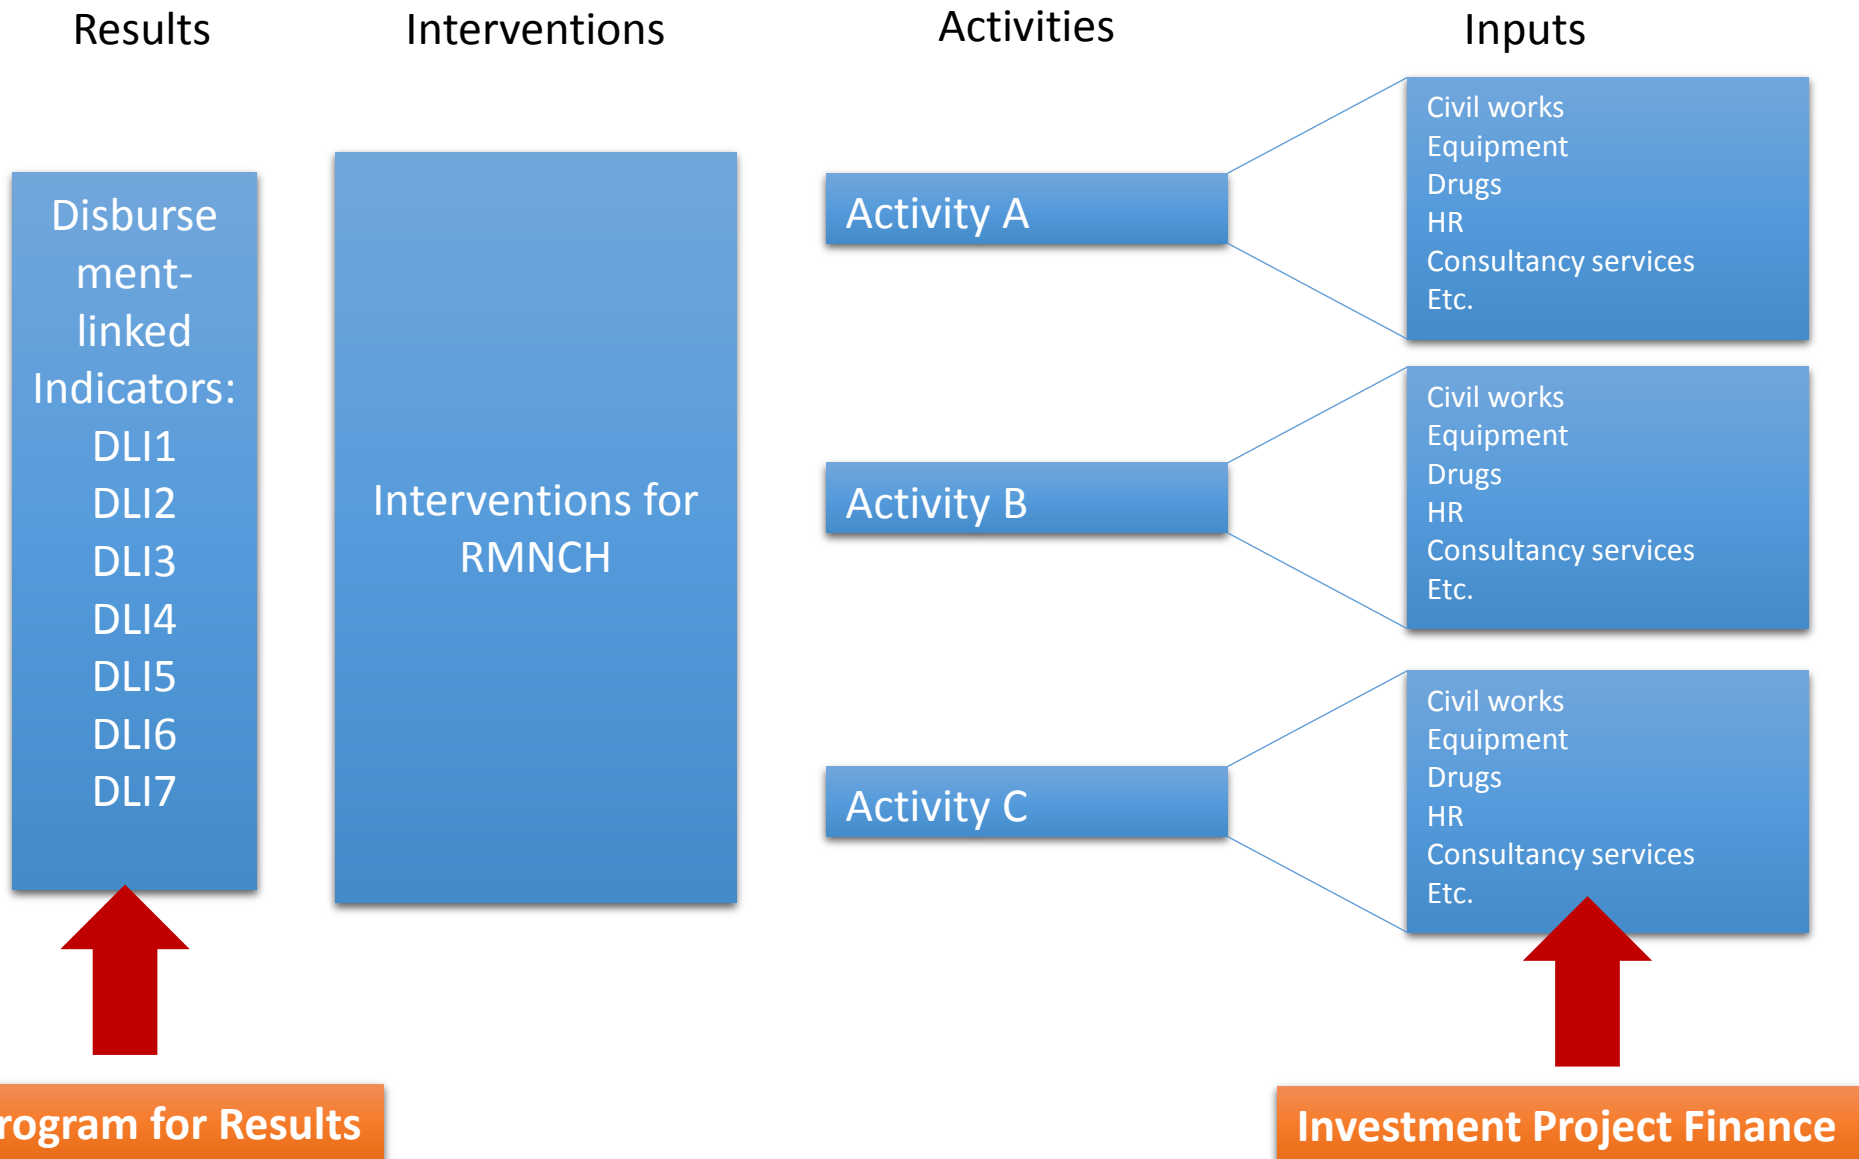 Results
Interventions
Activities
Inputs
Disburse
ment-
linked
Indicators:
DLI1
DLI2
DLI3
DLI4
DLI5
DLI6
DLI7
Interventions for
RMNCH
Activity A
Civil works
Equipment
Drugs
HR
Consultancy services
Etc.
Activity B
Civil works
Equipment
Drugs
HR
Consultancy services
Etc.
Activity C
Civil works
Equipment
Drugs
HR
Consultancy services
Etc.
rogram for Results
Investment Project Finance